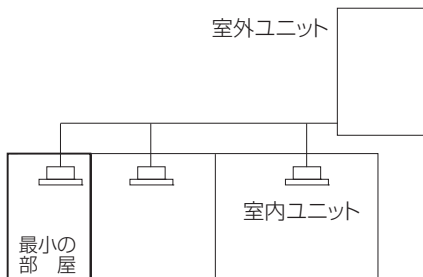 室外ユニット
室内ユニット
最小の
部　屋